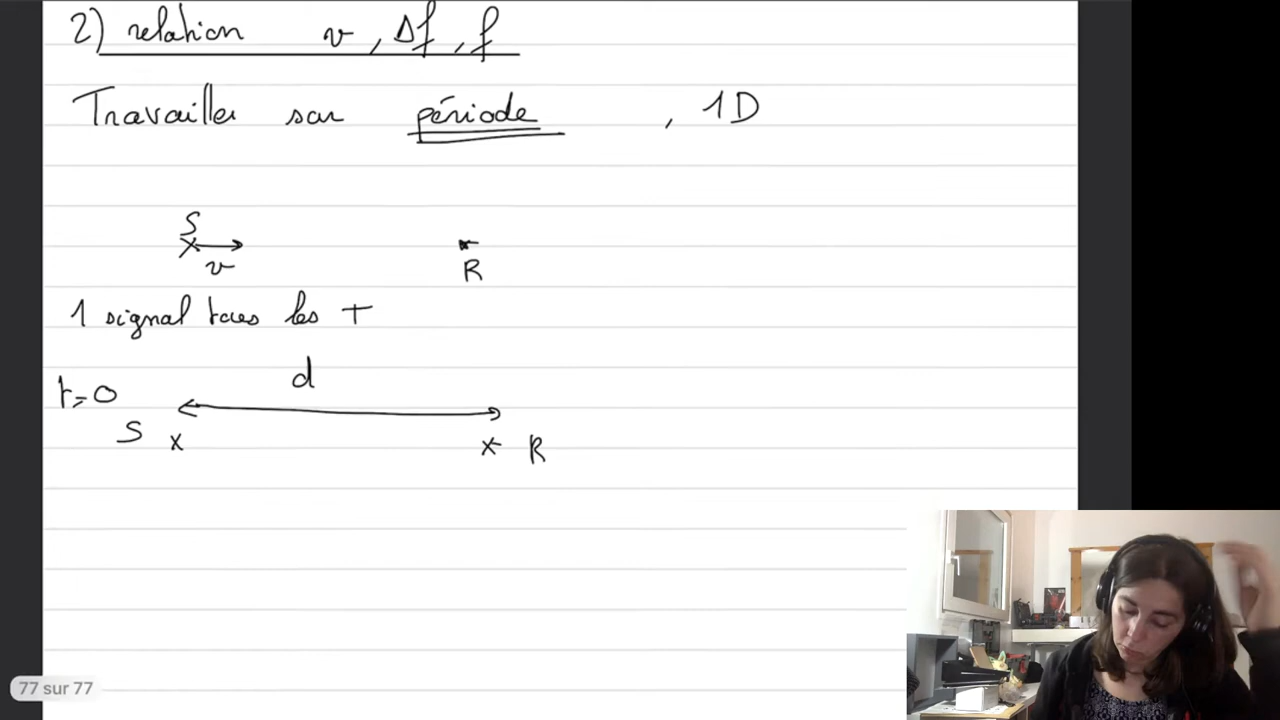 2) relation v, Δf, f
Travailler sur période, 1D
S
v
R
1 signal tous les T
d
t=0
S
R
77 sur 77